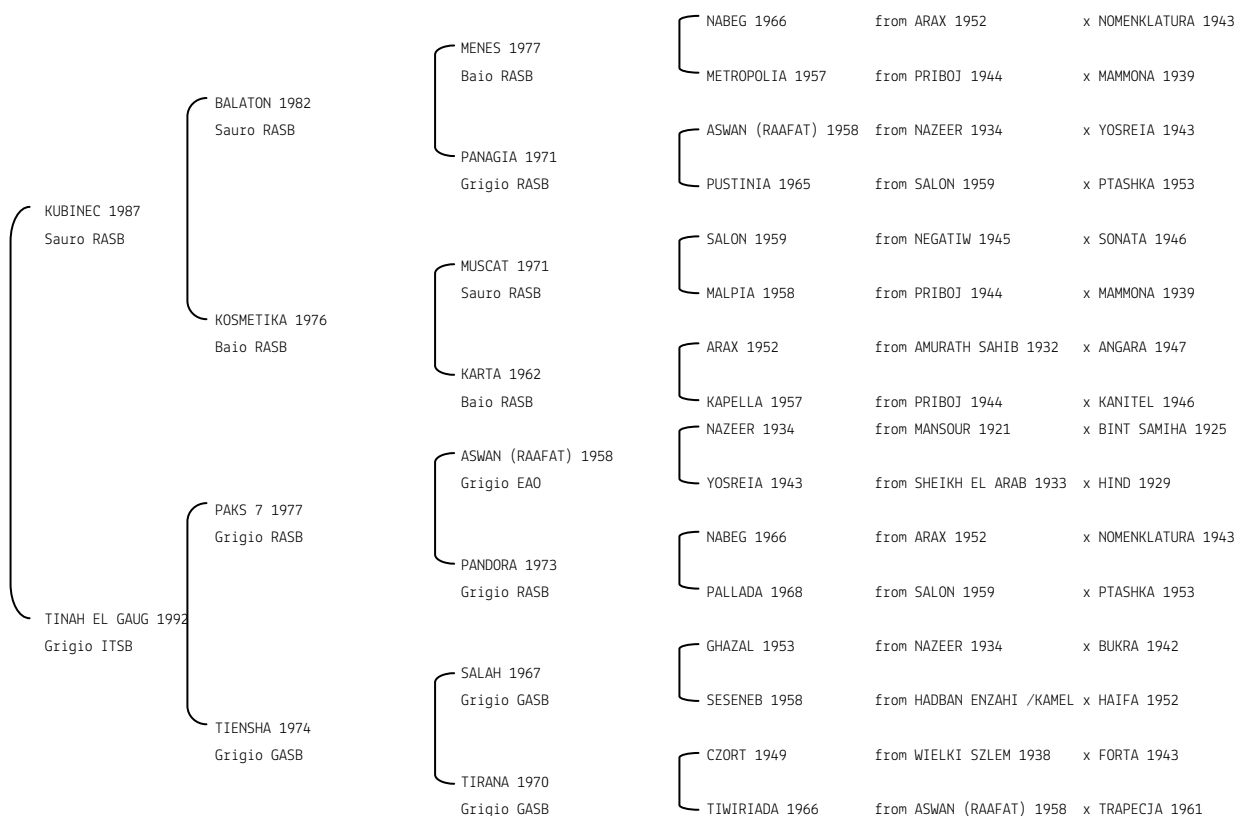 NABEG 1966 from ARAX 1952 x NOMENKLATURA 1943
MENES 1977
Baio RASB METROPOLIA 1957 from PRIBOJ 1944 x MAMMONA 1939
BALATON 1982
Sauro RASB ASWAN (RAAFAT) 1958 from NAZEER 1934 x YOSREIA 1943
PANAGIA 1971
Grigio RASB PUSTINIA 1965 from SALON 1959 x PTASHKA 1953
KUBINEC 1987
Sauro RASB SALON 1959 from NEGATIW 1945 x SONATA 1946
MUSCAT 1971
Sauro RASB MALPIA 1958 from PRIBOJ 1944 x MAMMONA 1939
KOSMETIKA 1976
Baio RASB ARAX 1952 from AMURATH SAHIB 1932 x ANGARA 1947
KARTA 1962
Baio RASB KAPELLA 1957 from PRIBOJ 1944 x KANITEL 1946
NAZEER 1934 from MANSOUR 1921 x BINT SAMIHA 1925
ASWAN (RAAFAT) 1958
Grigio EAO YOSREIA 1943 from SHEIKH EL ARAB 1933 x HIND 1929
PAKS 7 1977
Grigio RASB NABEG 1966 from ARAX 1952 x NOMENKLATURA 1943
PANDORA 1973
Grigio RASB PALLADA 1968 from SALON 1959 x PTASHKA 1953
TINAH EL GAUG 1992
Grigio ITSB GHAZAL 1953 from NAZEER 1934 x BUKRA 1942
SALAH 1967
Grigio GASB SESENEB 1958 from HADBAN ENZAHI /KAMEL x HAIFA 1952
TIENSHA 1974
Grigio GASB CZORT 1949 from WIELKI SZLEM 1938 x FORTA 1943
TIRANA 1970
Grigio GASB TIWIRIADA 1966 from ASWAN (RAAFAT) 1958 x TRAPECJA 1961